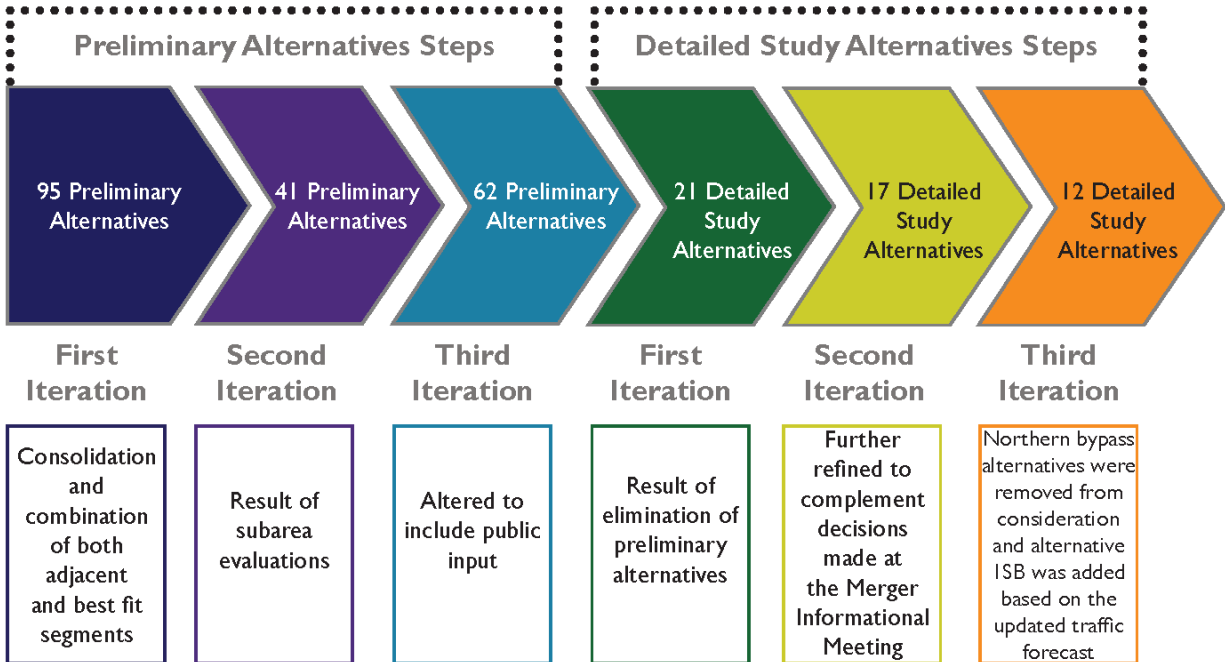 Preliminary Alternatives Steps
Detailed Study Alternatives Steps
95 Preliminary
Alternatives
41 Preliminary
Alternatives
62 Preliminary
Alternatives
21 Detailed
Study
Alternatives
17 Detailed
Study
Alternatives
12 Detailed
Study
Alternatives
First
Iteration
Second
Iteration
Third
Iteration
First
Iteration
Second
Iteration
Third
Iteration
Consolidation
and
combination
of both
adjacent
and best fit
segments
Result of
subarea
evaluations
Altered to
include public
input
Result of
elimination of
preliminary
alternatives
Further
refined to
complement
decisions
made at
the Merger
Informational
Meeting
Northern bypass
alternatives were
removed from
consideration
and alternative
1SB was added
based on the
updated traffic
forecast